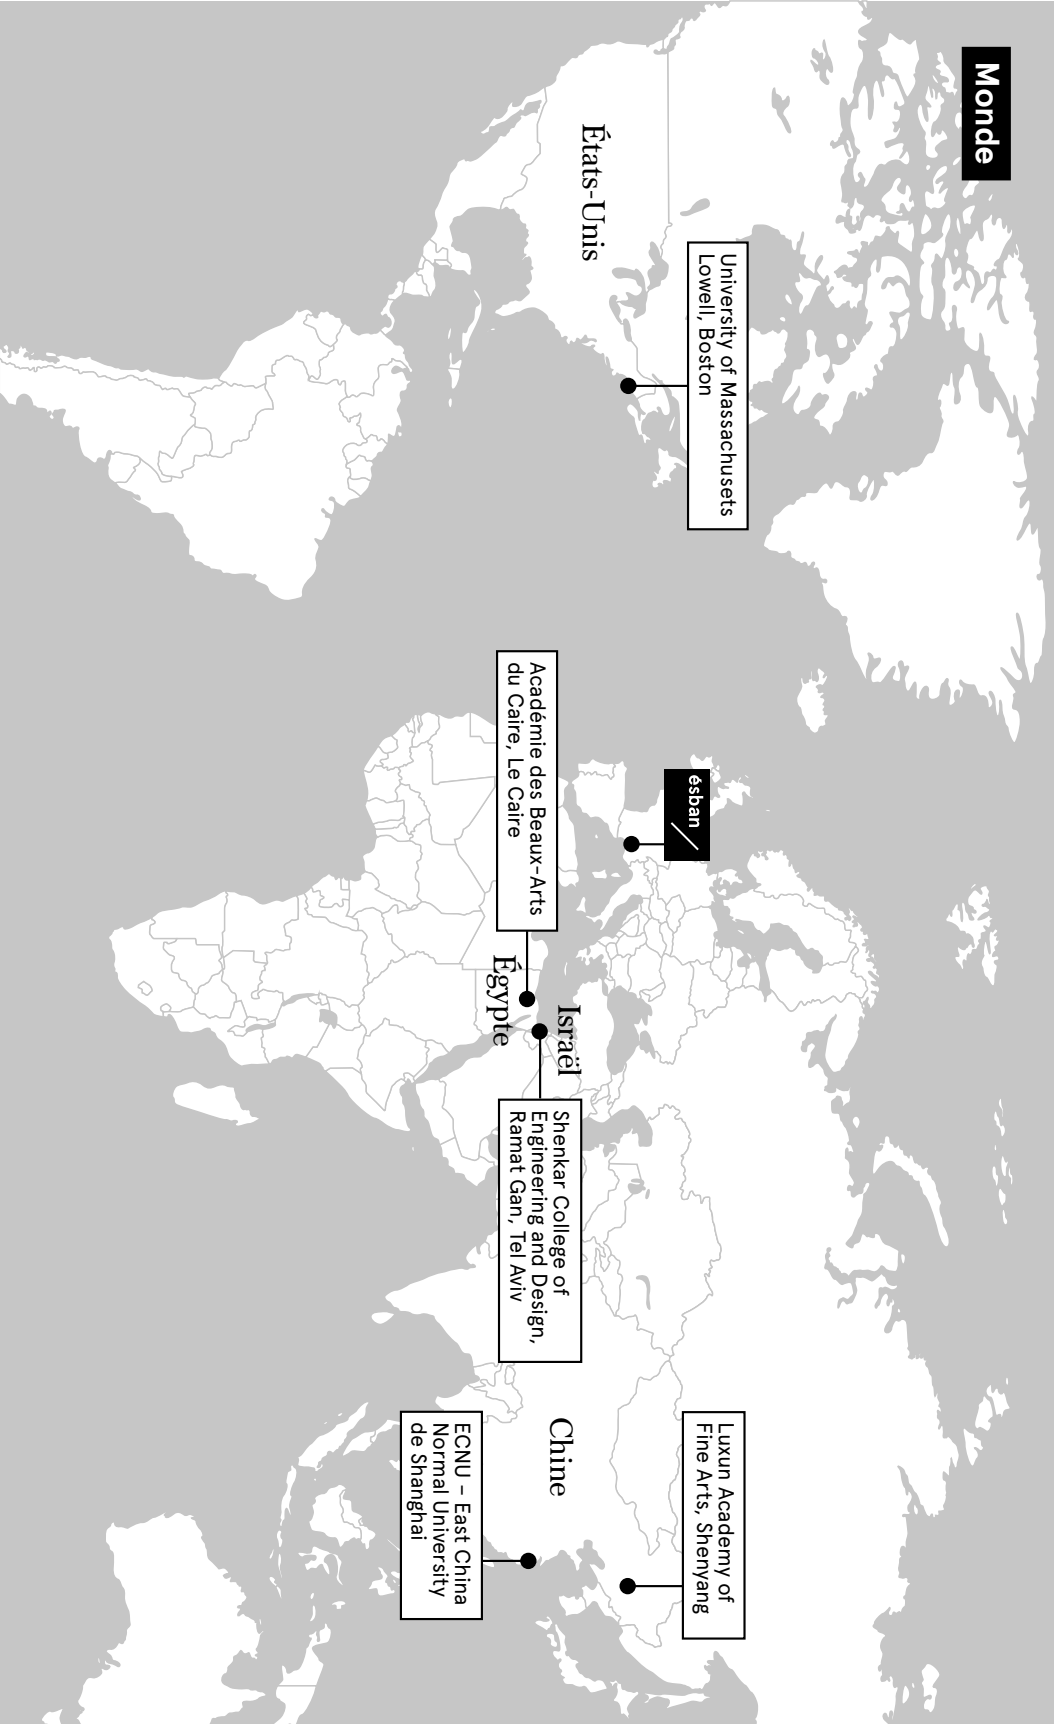 Monde
États-Unis
University of Massachusets
Lowell, Boston
Académie des Beaux-Arts
du Caire, Le Caire
ésban
Égypte
Israël
Shenkar College of
Engineering and Design,
Ramat Gan, Tel Aviv
Chine
Luxun Academy of
Fine Arts, Shenyang
ECNU – East China
Normal University
de Shanghai